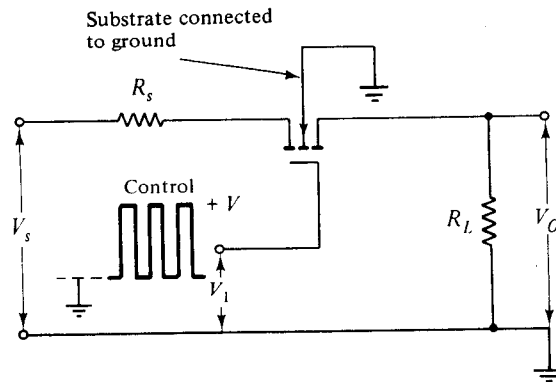 Substrate connected
to ground
R_s
Control
+ V
V_s
V_1
R_L
V_O